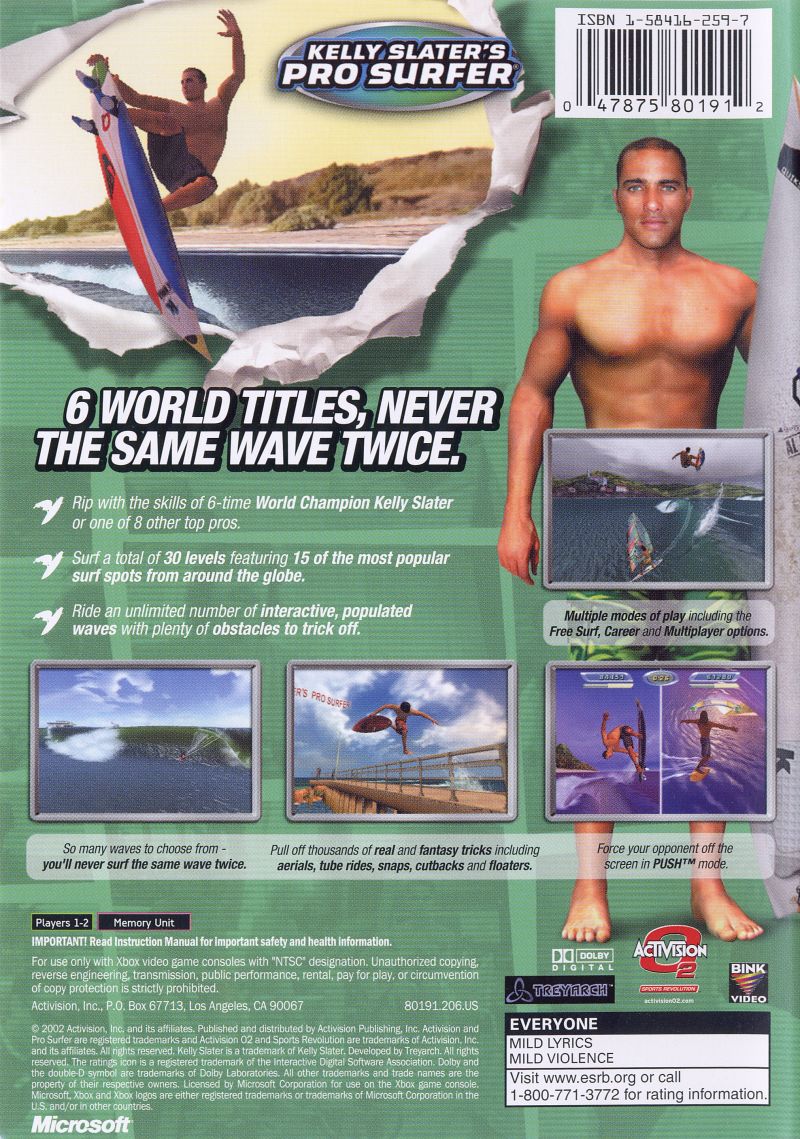 KELLY SLATER'S
PRO SURFER
ISBN 1-58416-259-7
0 47875 80191 2
6 WORLD TITLES, NEVER
THE SAME WAVE TWICE.
Rip with the skills of 6-time World Champion Kelly Slater
or one of 8 other top pros.
Surf a total of 30 levels featuring 15 of the most popular
surf spots from around the globe.
Ride an unlimited number of interactive, populated
waves with plenty of obstacles to trick off.
Multiple modes of play including the
Free Surf, Career and Multiplayer options.
PRO SURFER
So many waves to choose from -
you'll never surf the same wave twice.
Pull off thousands of real and fantasy tricks including
aerials, tube rides, snaps, cutbacks and floaters.
Force your opponent off the
screen in PUSH™ mode.
Players 1-2
Memory Unit
IMPORTANT! Read Instruction Manual for important safety and health information.
For use only with Xbox video game consoles with "NTSC" designation. Unauthorized copying,
reverse engineering, transmission, public performance, rental, pay for play, or circumvention
of copy protection is strictly prohibited.
Activision, Inc., P.O. Box 67713, Los Angeles, CA 90067 80191.206.US
© 2002 Activision, Inc. and its affiliates. Published and distributed by Activision Publishing, Inc. Activision and
Pro Surfer are registered trademarks and Activision O2 and Sports Revolution are trademarks of Activision, Inc.
and its affiliates. All rights reserved. Kelly Slater is a trademark of Kelly Slater. Developed by Treyarch. All rights
reserved. The ratings icon is a registered trademark of the Interactive Digital Software Association. Dolby and
the double-D symbol are trademarks of Dolby Laboratories. All other trademarks and trade names are the
property of their respective owners. Licensed by Microsoft Corporation for use on the Xbox game console.
Microsoft, Xbox and Xbox logos are either registered trademarks or trademarks of Microsoft Corporation in the
U.S. and/or in other countries.
Microsoft
DOLBY
DIGITAL
ACTIVISION
O2
SPORTS REVOLUTION
activision02.com
TREYARCH
BINK
VIDEO
EVERYONE
MILD LYRICS
MILD VIOLENCE
Visit www.esrb.org or call
1-800-771-3772 for rating information.